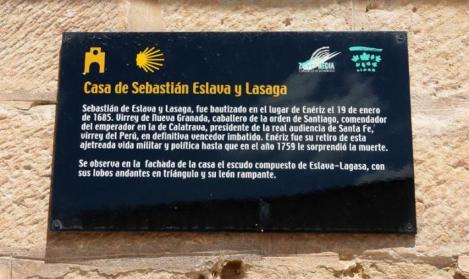 ZONA MEDIA
Casa de Sebastián Eslava y Lasaga
Sebastián de Eslava y Lasaga, fue bautizado en el lugar de Enériz el 19 de enero
de 1685. Virrey de Nueva Granada, caballero de la orden de Santiago, comendador
del emperador en la de Calatrava, presidente de la real audiencia de Santa Fe,
virrey del Perú, en definitiva vencedor imbatido. Enériz fue su retiro de esta
ajetreada vida militar y política hasta que en el año 1759 le sorprendió la muerte.
Se observa en la fachada de la casa el escudo compuesto de Eslava-Lagasa, con
sus lobos andantes en triángulo y su león rampante.